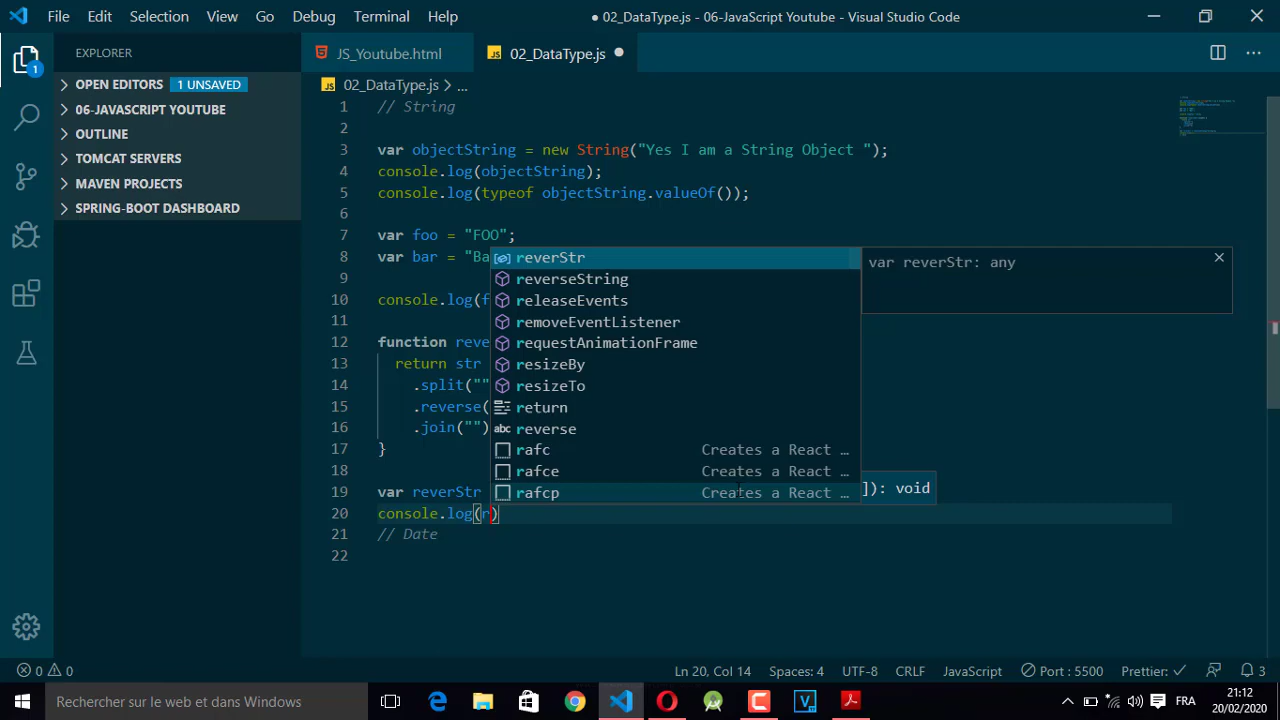 File Edit Selection View Go Debug Terminal Help
● 02_DataType.js - 06-JavaScript Youtube - Visual Studio Code
EXPLORER
OPEN EDITORS 1 UNSAVED
06-JAVASCRIPT YOUTUBE
OUTLINE
TOMCAT SERVERS
MAVEN PROJECTS
SPRING-BOOT DASHBOARD
1
JS_Youtube.html
JS 02_DataType.js ●
JS 02_DataType.js > ...
1 // String
2
3 var objectString = new String("Yes I am a String Object ");
4 console.log(objectString);
5 console.log(typeof objectString.valueOf());
6
7 var foo = "FOO";
8 var bar = "Ba
9
10 console.log(f
11
12 function reve
13 return str
14 .split(""
15 .reverse(
16 .join("")
17 }
18
19 var reverStr
20 console.log(r)
21 // Date
22
reverStr
reverseString
releaseEvents
removeEventListener
requestAnimationFrame
resizeBy
resizeTo
return
abc reverse
rafc Creates a React …
rafce Creates a React …
rafcp Creates a React …
var reverStr: any
]): void
0 0
Ln 20, Col 14 Spaces: 4 UTF-8 CRLF JavaScript Port : 5500 Prettier: ✓ 3
Rechercher sur le web et dans Windows
FRA
21:12
20/02/2020